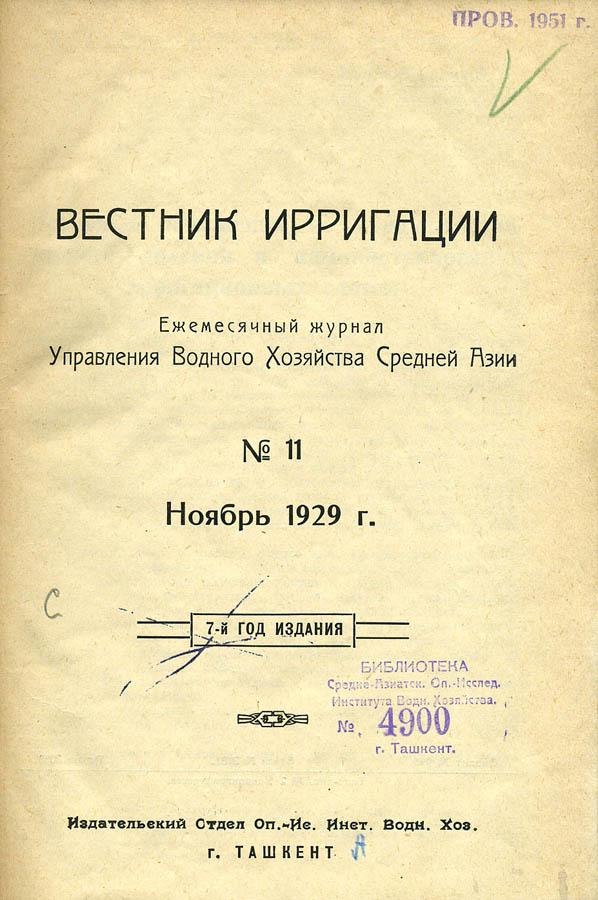 ПРОВ. 1951 г.
ВЕСТНИК ИРРИГАЦИИ
Ежемесячный журнал
Управления Водного Хозяйства Средней Азии
№ 11
Ноябрь 1929 г.
С
7-й ГОД ИЗДАНИЯ
БИБЛИОТЕКА
Средне-Азиатск. Оп.-Исслед.
Института Водн. Хозяйства.
№ 4900
г. Ташкент.
Издательский Отдел Оп.-Ис. Инст. Водн. Хоз.
г. ТАШКЕНТ